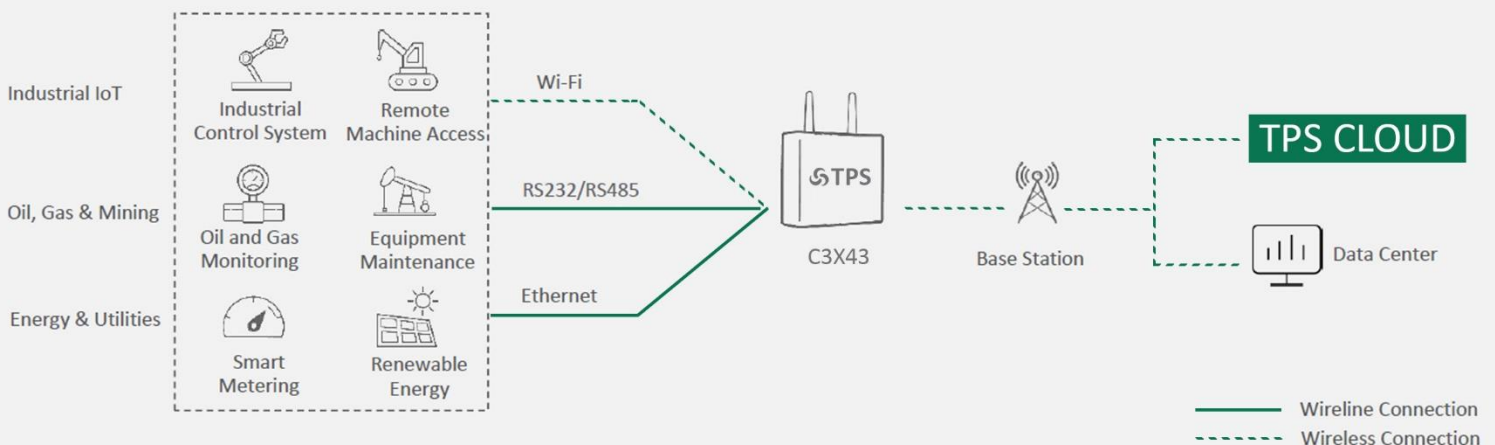 Industrial IoT
Industrial
Control System
Remote
Machine Access
Wi-Fi
Oil, Gas & Mining
Oil and Gas
Monitoring
Equipment
Maintenance
RS232/RS485
Energy & Utilities
Smart
Metering
Renewable
Energy
Ethernet
TPS
C3X43
Base Station
TPS CLOUD
Data Center
Wireline Connection
Wireless Connection